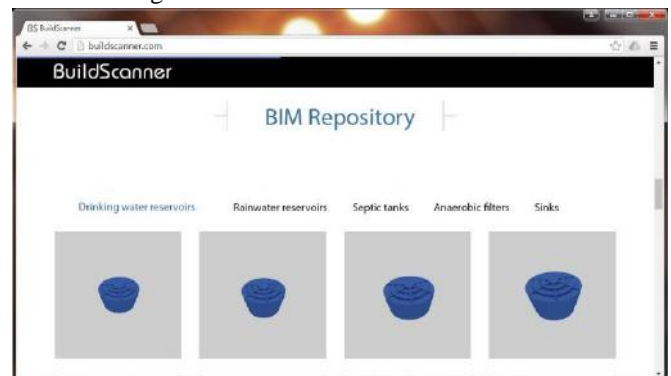 BS BuildScanner
buildscanner.com
BuildScanner
BIM Repository
Drinking water reservoirs Rainwater reservoirs Septic tanks Anaerobic filters Sinks